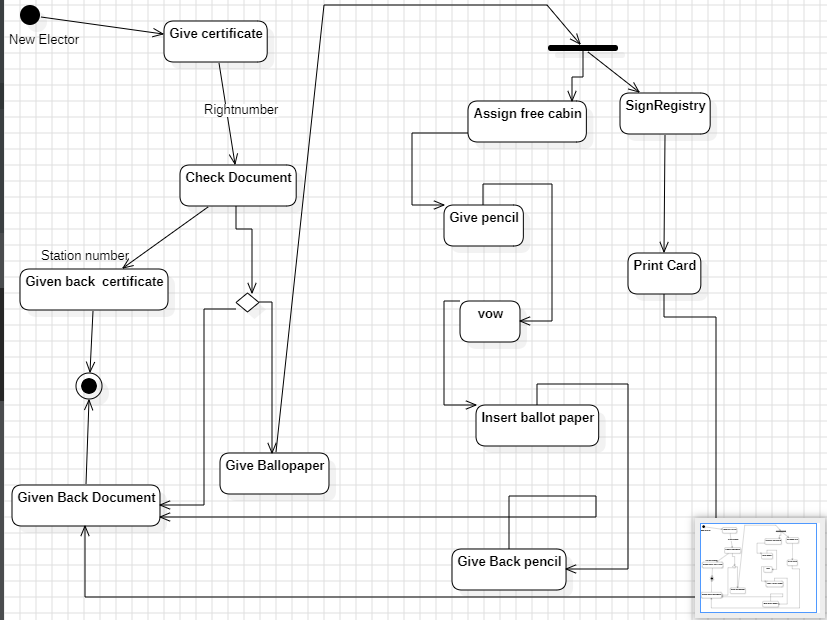 New Elector
Give certificate
Rightnumber
Check Document
Station number
Given back  certificate
Give Ballopaper
Given Back Document
Assign free cabin
SignRegistry
Give pencil
Print Card
vow
Insert ballot paper
Give Back pencil